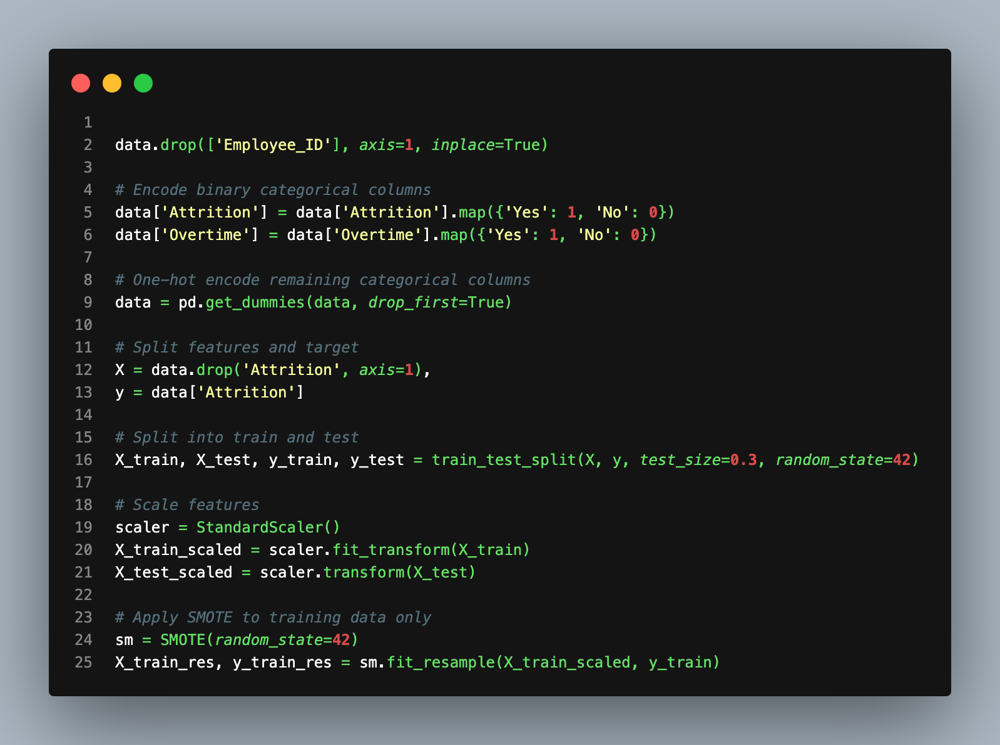 1
2 data.drop(['Employee_ID'], axis=1, inplace=True)
3
4 # Encode binary categorical columns
5 data['Attrition'] = data['Attrition'].map({'Yes': 1, 'No': 0})
6 data['Overtime'] = data['Overtime'].map({'Yes': 1, 'No': 0})
7
8 # One-hot encode remaining categorical columns
9 data = pd.get_dummies(data, drop_first=True)
10
11 # Split features and target
12 X = data.drop('Attrition', axis=1),
13 y = data['Attrition']
14
15 # Split into train and test
16 X_train, X_test, y_train, y_test = train_test_split(X, y, test_size=0.3, random_state=42)
17
18 # Scale features
19 scaler = StandardScaler()
20 X_train_scaled = scaler.fit_transform(X_train)
21 X_test_scaled = scaler.transform(X_test)
22
23 # Apply SMOTE to training data only
24 sm = SMOTE(random_state=42)
25 X_train_res, y_train_res = sm.fit_resample(X_train_scaled, y_train)